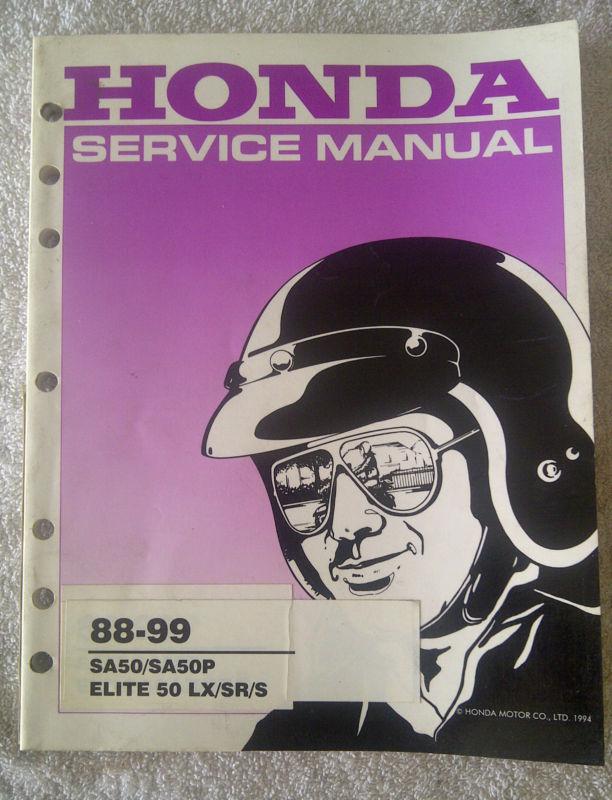 HONDA
SERVICE MANUAL
88-99
SA50/SA50P
ELITE 50 LX/SR/S
© HONDA MOTOR CO., LTD. 1994